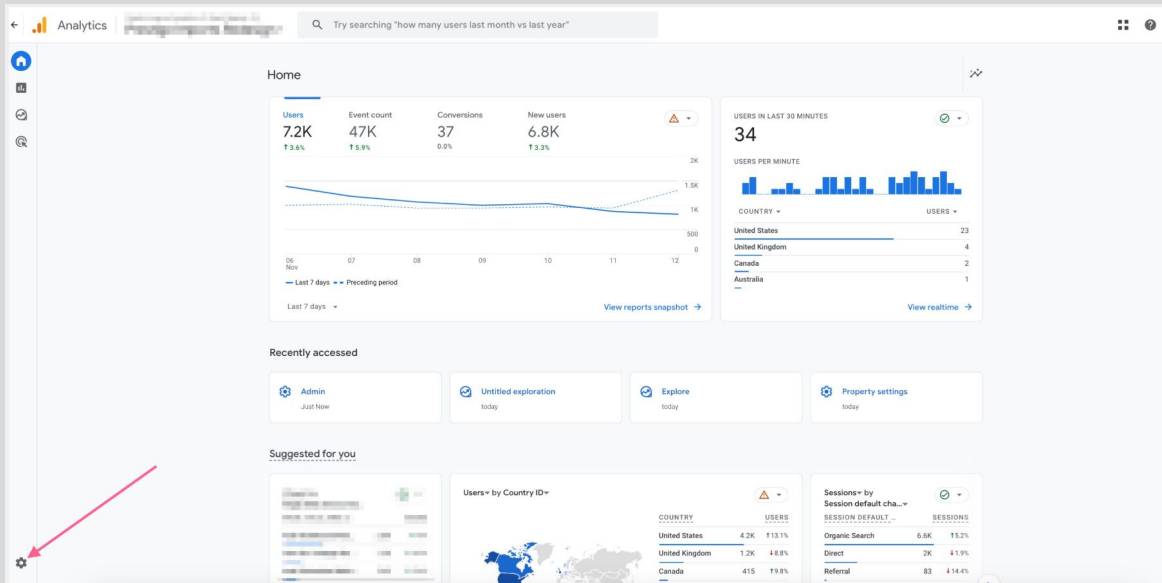 Analytics
Try searching "how many users last month vs last year"
Home
Users
7.2K
↑ 3.6%
Event count
47K
↑ 5.9%
Conversions
37
0.0%
New users
6.8K
↑ 3.3%
2K
1.5K
1K
500
0
06
Nov
07
08
09
10
11
12
Last 7 days
Preceding period
Last 7 days
View reports snapshot
USERS IN LAST 30 MINUTES
34
USERS PER MINUTE
COUNTRY USERS
United States 23
United Kingdom 4
Canada 2
Australia 1
View realtime
Recently accessed
Admin
Just Now
Untitled exploration
today
Explore
today
Property settings
today
Suggested for you
Users by Country ID
COUNTRY USERS
United States 4.2K ↑13.1%
United Kingdom 1.2K ↓8.8%
Canada 415 ↑9.8%
Sessions by
Session default cha...
SESSION DEFAULT ... SESSIONS
Organic Search 6.6K ↑5.2%
Direct 2K ↓1.9%
Referral 83 ↓14.4%